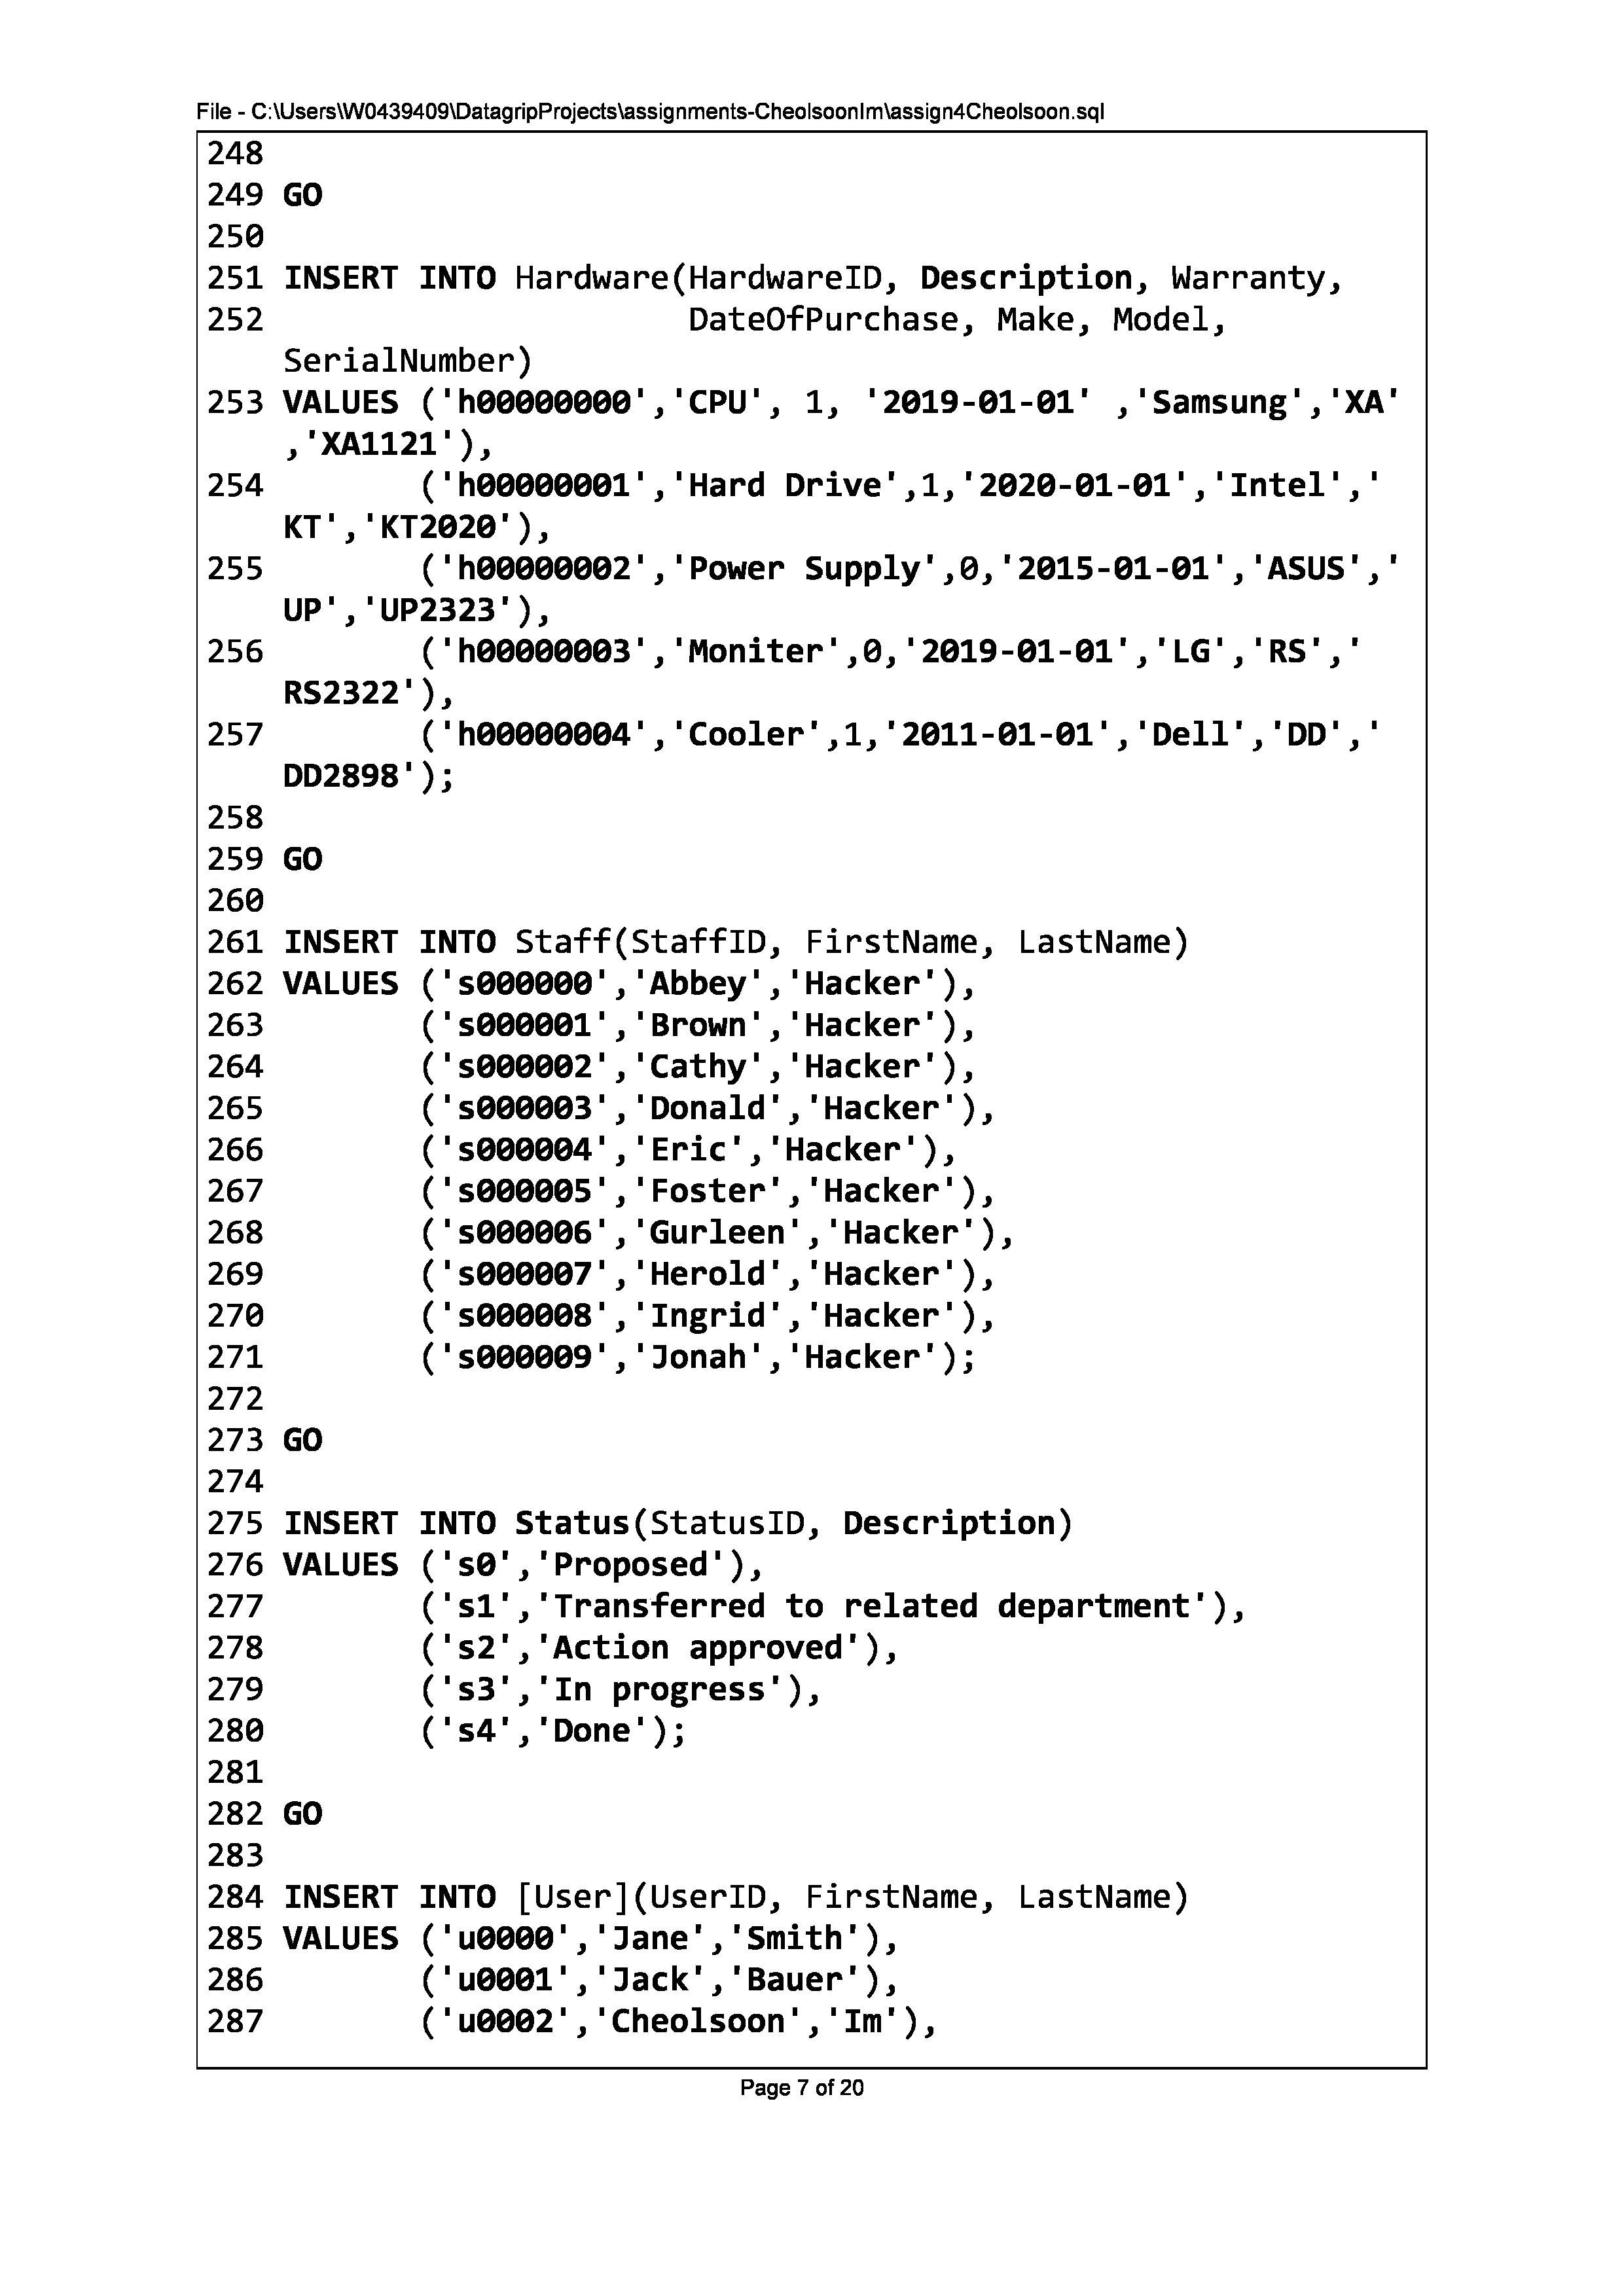 File - C:\Users\W0439409\DatagripProjects\assignments-CheolsoonIm\assign4Cheolsoon.sql
248
249 GO
250
251 INSERT INTO Hardware(HardwareID, Description, Warranty,
252                      DateOfPurchase, Make, Model,
    SerialNumber)
253 VALUES ('h00000000','CPU', 1, '2019-01-01' ,'Samsung','XA'
    ,'XA1121'),
254        ('h00000001','Hard Drive',1,'2020-01-01','Intel','
    KT','KT2020'),
255        ('h00000002','Power Supply',0,'2015-01-01','ASUS','
    UP','UP2323'),
256        ('h00000003','Moniter',0,'2019-01-01','LG','RS','
    RS2322'),
257        ('h00000004','Cooler',1,'2011-01-01','Dell','DD','
    DD2898');
258
259 GO
260
261 INSERT INTO Staff(StaffID, FirstName, LastName)
262 VALUES ('s000000','Abbey','Hacker'),
263        ('s000001','Brown','Hacker'),
264        ('s000002','Cathy','Hacker'),
265        ('s000003','Donald','Hacker'),
266        ('s000004','Eric','Hacker'),
267        ('s000005','Foster','Hacker'),
268        ('s000006','Gurleen','Hacker'),
269        ('s000007','Herold','Hacker'),
270        ('s000008','Ingrid','Hacker'),
271        ('s000009','Jonah','Hacker');
272
273 GO
274
275 INSERT INTO Status(StatusID, Description)
276 VALUES ('s0','Proposed'),
277        ('s1','Transferred to related department'),
278        ('s2','Action approved'),
279        ('s3','In progress'),
280        ('s4','Done');
281
282 GO
283
284 INSERT INTO [User](UserID, FirstName, LastName)
285 VALUES ('u0000','Jane','Smith'),
286        ('u0001','Jack','Bauer'),
287        ('u0002','Cheolsoon','Im'),
Page 7 of 20